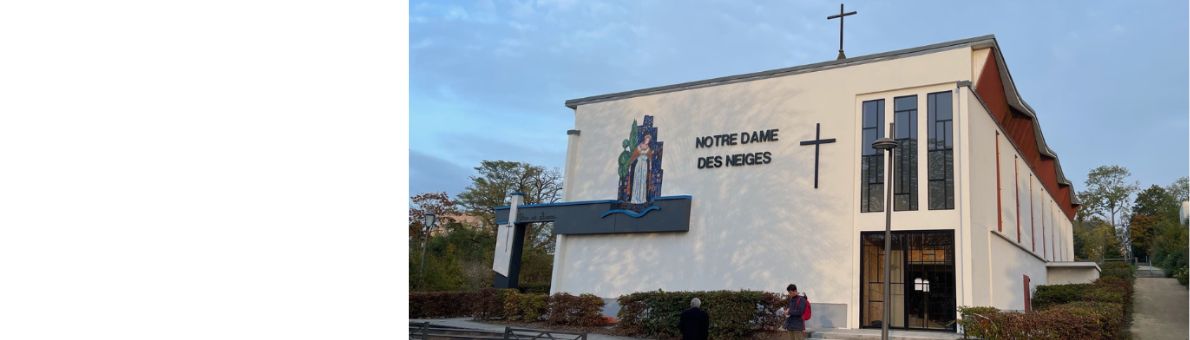 NOTRE DAME
DES NEIGES